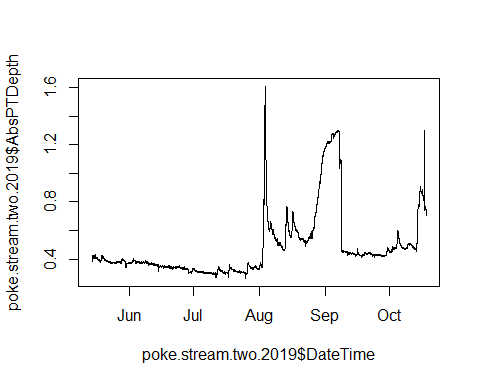 poke.stream.two.2019$AbsPTDepth
1.6
1.2
0.8
0.4
Jun Jul Aug Sep Oct
poke.stream.two.2019$DateTime